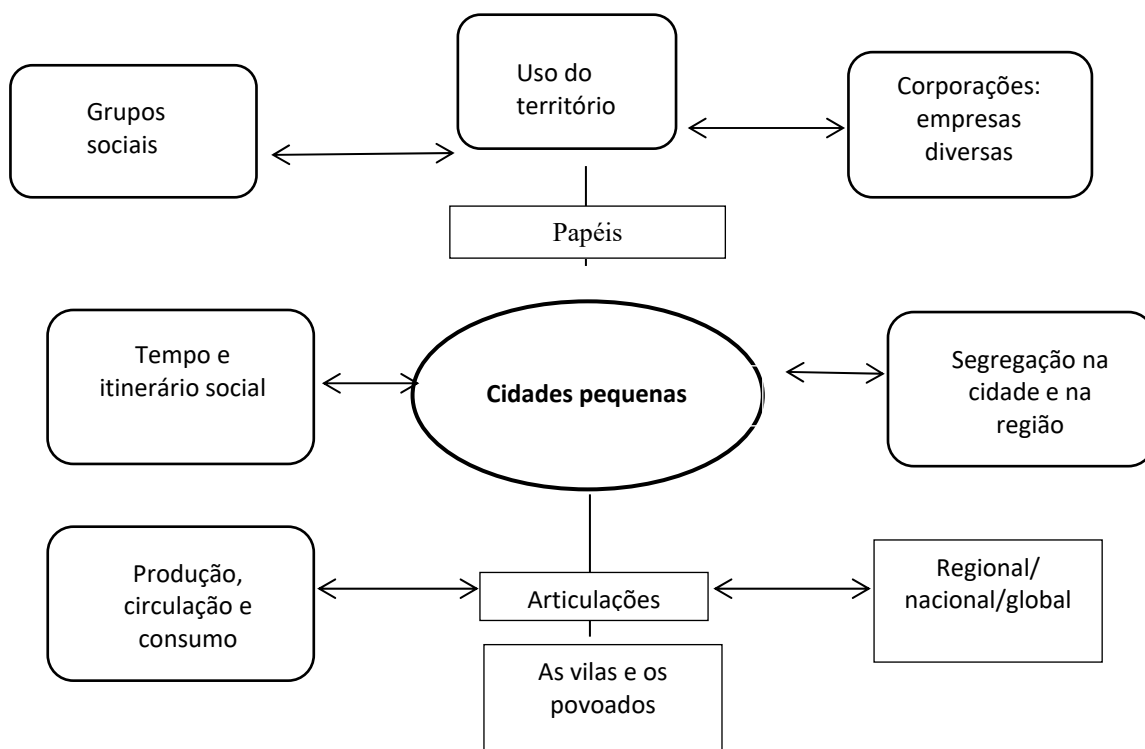 Grupos
sociais
Uso do
território
Corporações:
empresas
diversas
Papéis
Tempo e
itinerário social
Cidades pequenas
Segregação na
cidade e na
região
Produção,
circulação e
consumo
Articulações
Regional/
nacional/global
As vilas e os
povoados